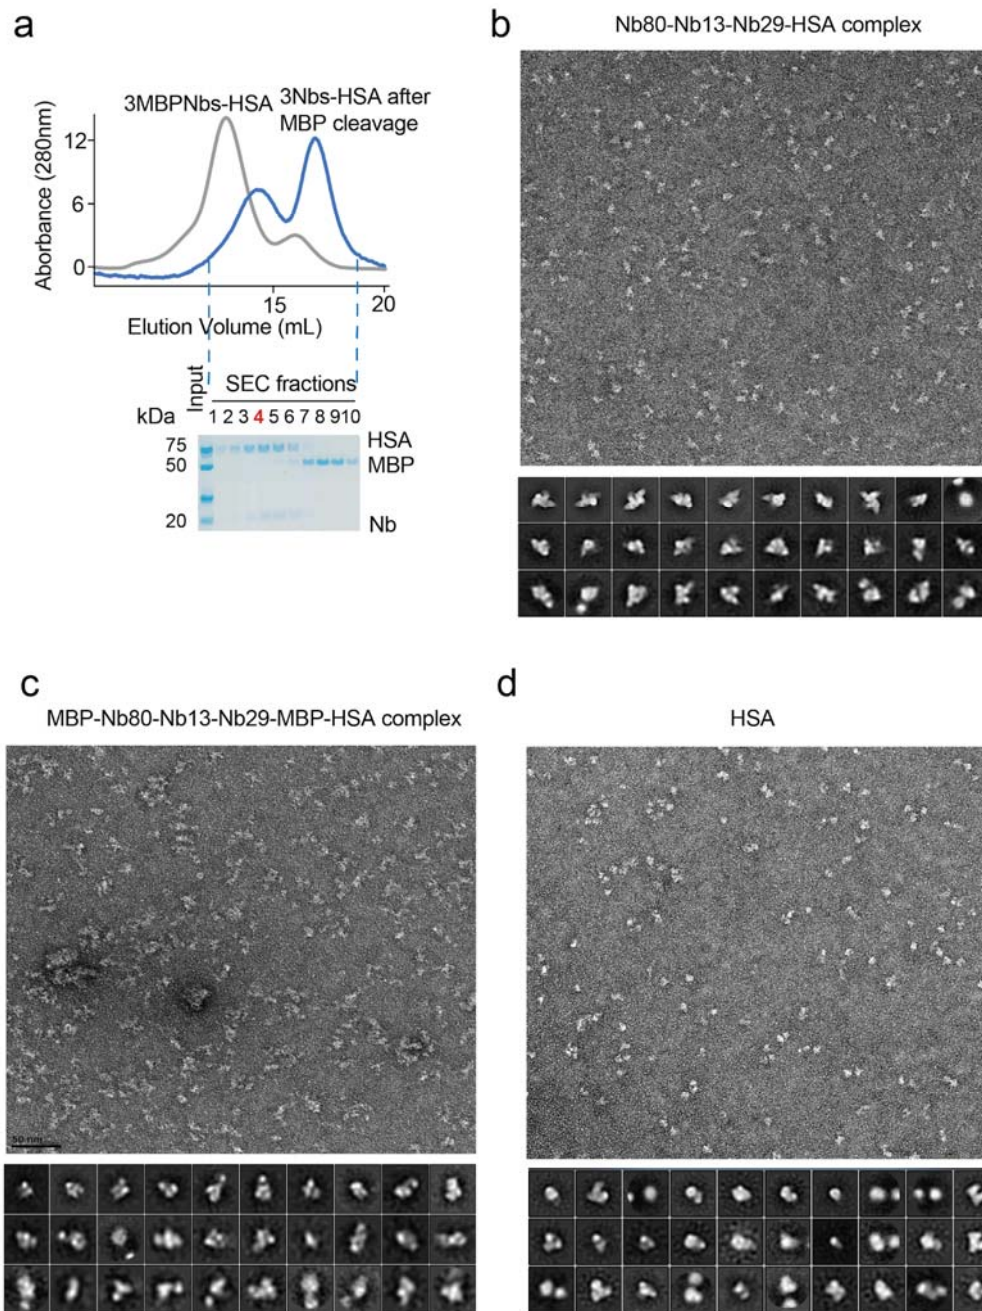 a
3MBPNbs-HSA
3Nbs-HSA after
MBP cleavage
Aborbance (280nm)
12
6
0
15
20
Elution Volume (mL)
Input
SEC fractions
kDa
1 2 3 4 5 6 7 8 9 10
75
50
20
HSA
MBP
Nb
b
Nb80-Nb13-Nb29-HSA complex
c
MBP-Nb80-Nb13-Nb29-MBP-HSA complex
50 nm
d
HSA